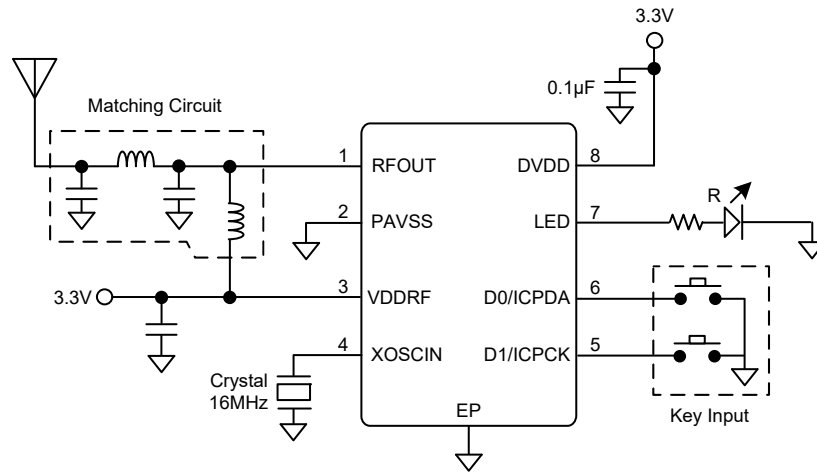 3.3V
0.1μF
Matching Circuit
1 RFOUT DVDD 8
2 PAVSS LED 7 R
3.3V 3 VDDRF D0/ICPDA 6
4 XOSCIN D1/ICPCK 5
Crystal
16MHz
EP
Key Input